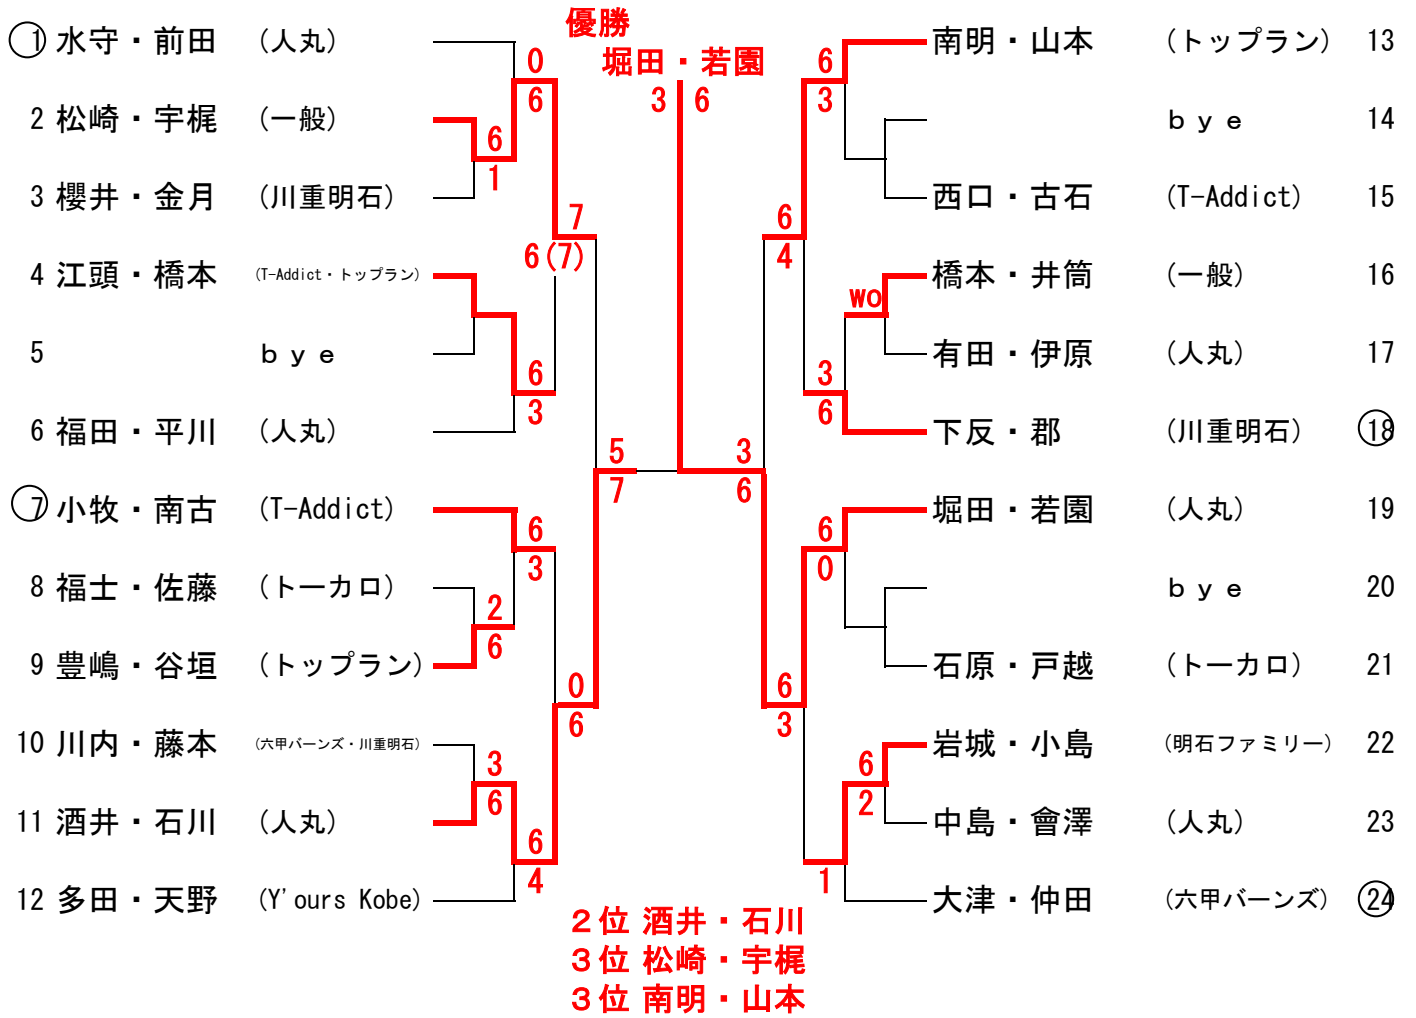 優勝
堀田・若園
3 6
1 水守・前田 (人丸)
2 松崎・宇梶 (一般)
3 櫻井・金月 (川重明石)
4 江頭・橋本 (T-Addict・トップラン)
5 bye
6 福田・平川 (人丸)
7 小牧・南古 (T-Addict)
8 福士・佐藤 (トーカロ)
9 豊嶋・谷垣 (トップラン)
10 川内・藤本 (六甲バーンズ・川重明石)
11 酒井・石川 (人丸)
12 多田・天野 (Y'ours Kobe)
0
6
6
1
7
6(7)
6
3
5
7
6
3
2
6
0
6
3
6
6
4
南明・山本 (トップラン) 13
bye 14
西口・古石 (T-Addict) 15
橋本・井筒 (一般) 16
有田・伊原 (人丸) 17
下反・郡 (川重明石) 18
堀田・若園 (人丸) 19
bye 20
石原・戸越 (トーカロ) 21
岩城・小島 (明石ファミリー) 22
中島・會澤 (人丸) 23
大津・仲田 (六甲バーンズ) 24
6
3
6
4
WO
3
6
3
6
6
0
6
3
6
2
1
2位 酒井・石川
3位 松崎・宇梶
3位 南明・山本